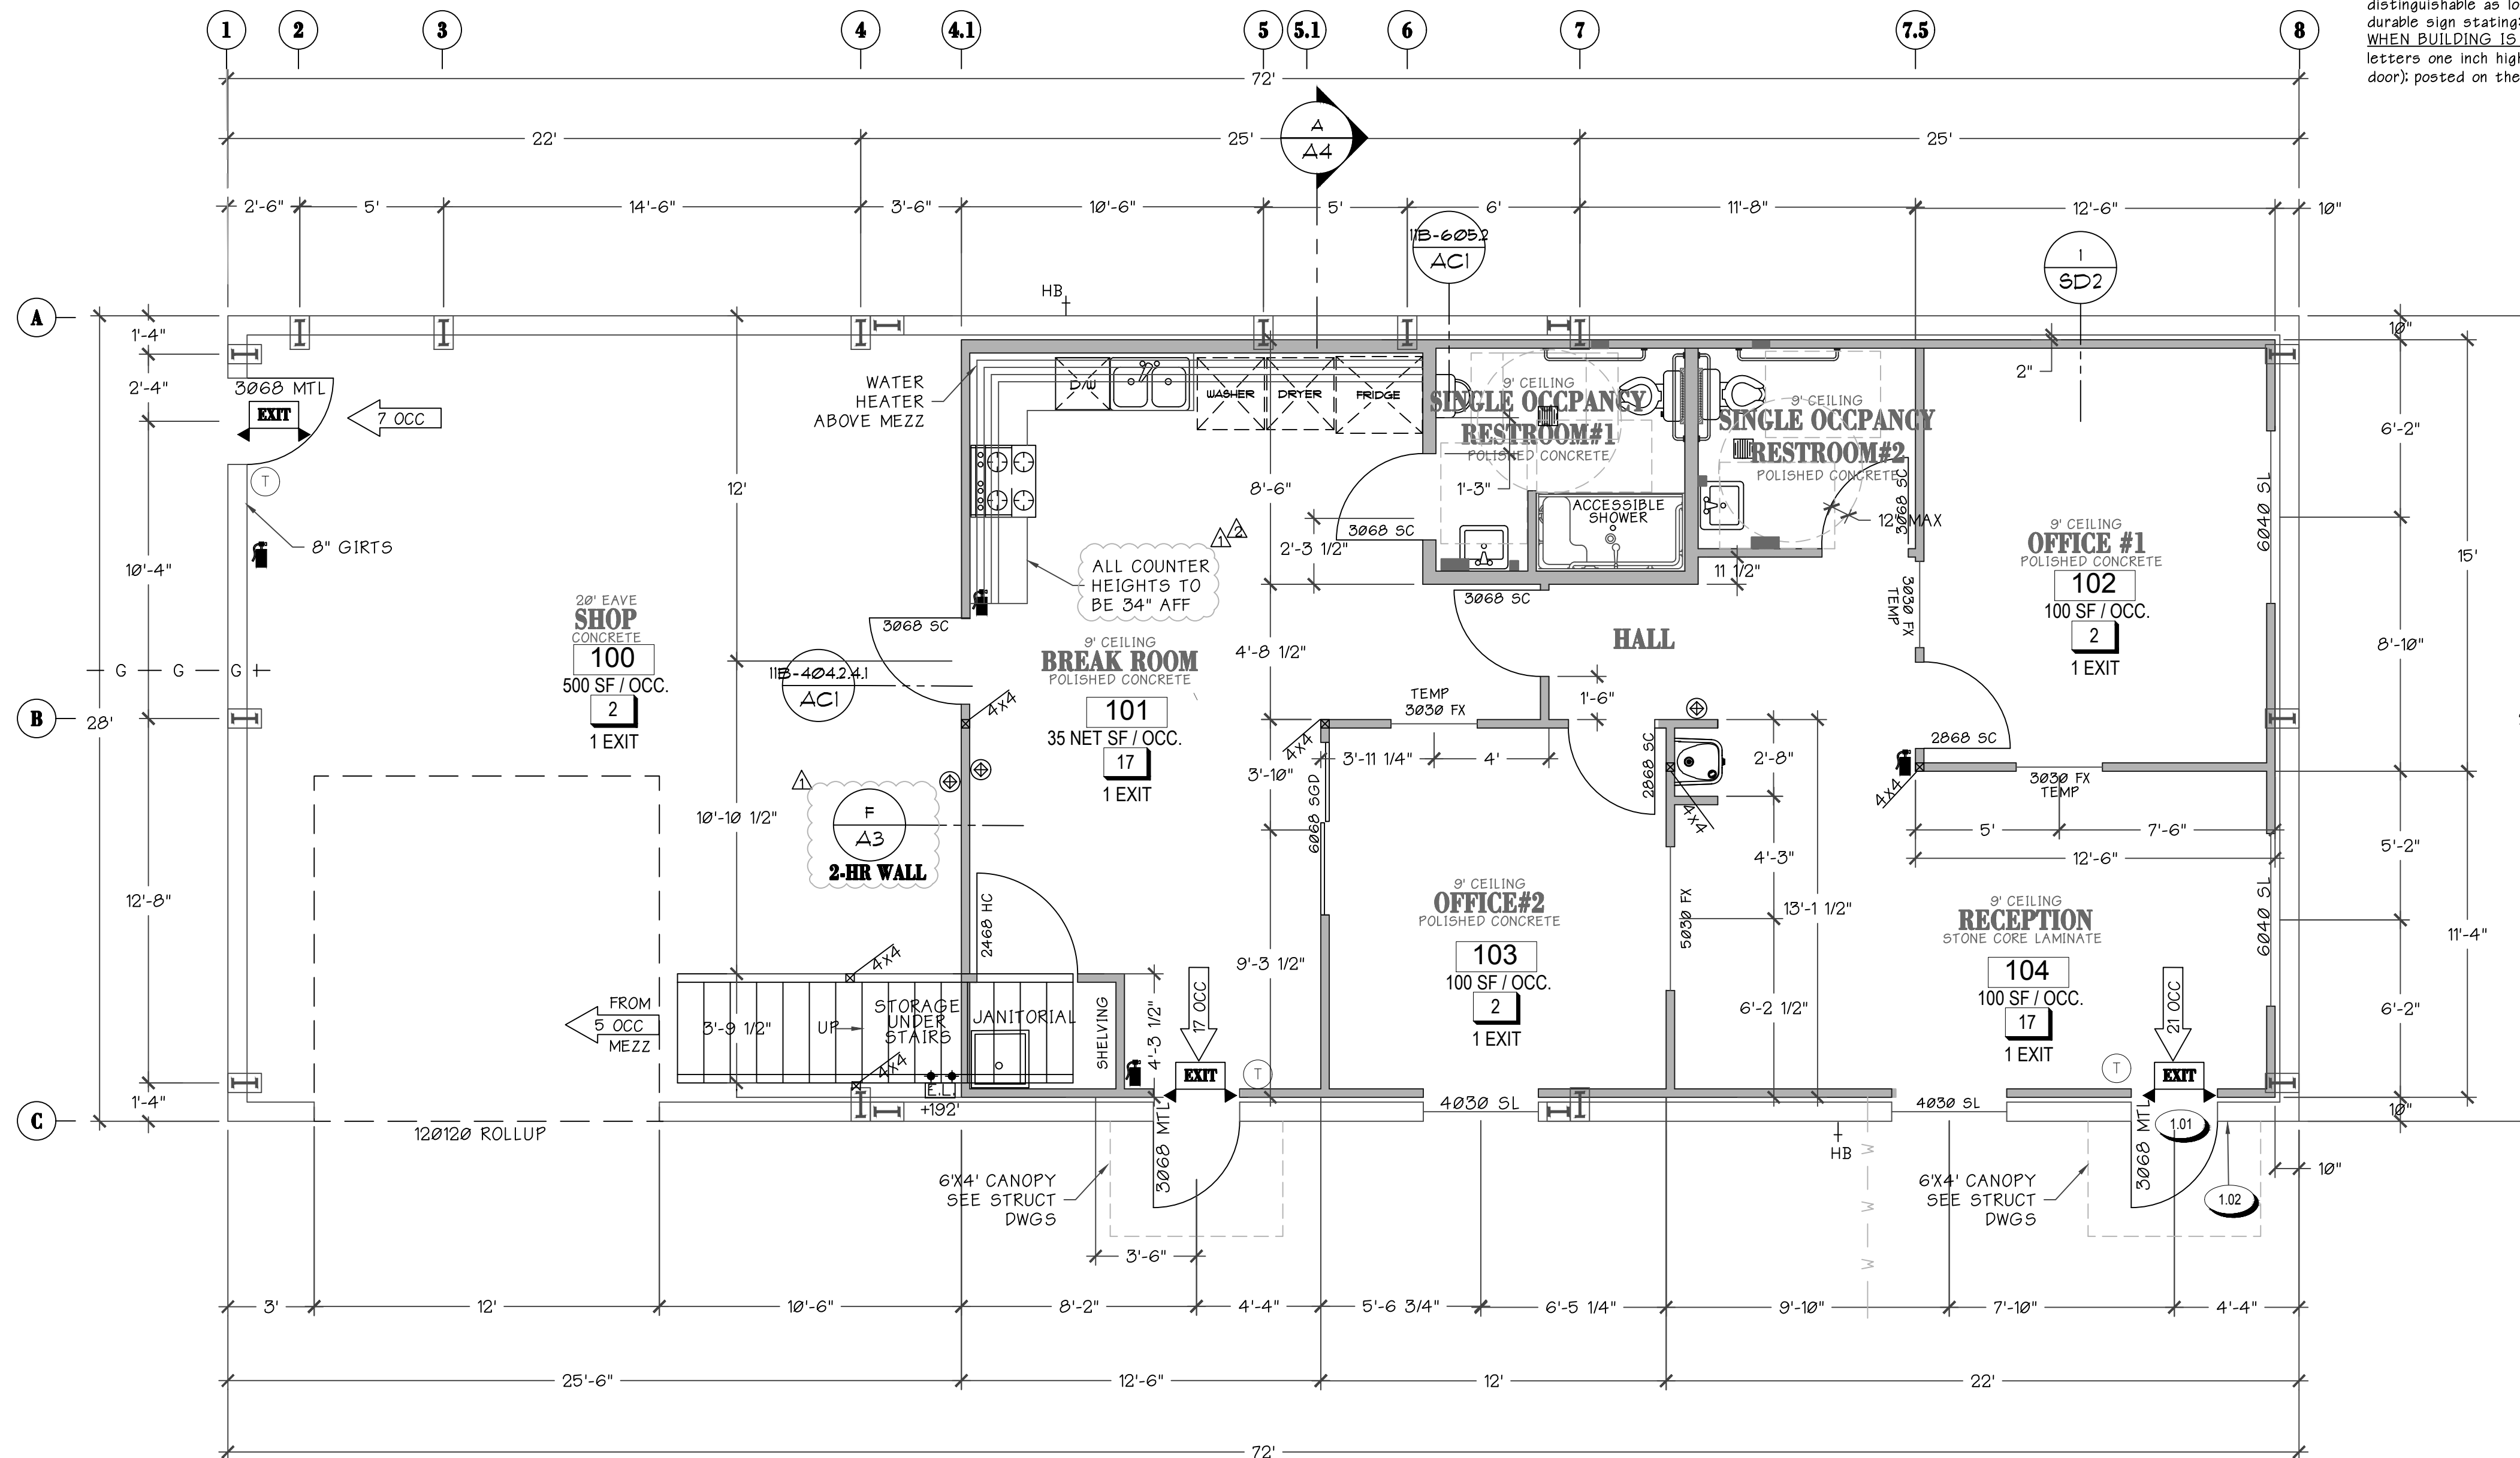 distinguishable as lo
durable sign stating:
WHEN BUILDING IS
letters one inch high
door); posted on the
1 2 3 4 4.1 5 5.1 6 7 7.5 8
72'
22' 25' 25'
A
A4
2'-6" 5' 14'-6" 3'-6" 10'-6" 5' 6' 11'-8" 12'-6" 10"
11B-605.2
AC1
1
SD2
HB
A
B
C
1'-4"
2'-4"
10'-4"
12'-8"
1'-4"
28'
G G G
3068 MTL
EXIT
7 OCC
T
8" GIRTS
20' EAVE
SHOP
CONCRETE
100
500 SF / OCC.
2
1 EXIT
12'
10'-10 1/2"
3'-9 1/2"
WATER
HEATER
ABOVE MEZZ
D/W
WASHER
DRYER
FRIDGE
ALL COUNTER
HEIGHTS TO
BE 34" AFF
1
2
3068 SC
11B-404.2.4.1
AC1
4x4
9' CEILING
BREAK ROOM
POLISHED CONCRETE
101
35 NET SF / OCC.
17
1 EXIT
1
F
A3
2-HR WALL
2468 HC
4x4
4x4
UP
STORAGE
UNDER
STAIRS
JANITORIAL
SHELVING
4'-3 1/2"
FROM
5 OCC
MEZZ
E.L.
+192'
120120 ROLLUP
17 OCC
EXIT
T
3068 MTL
6'X4' CANOPY
SEE STRUCT
DWGS
3'-6"
8'-6"
2'-3 1/2"
4'-8 1/2"
3'-10"
9'-3 1/2"
9' CEILING
SINGLE OCCPANCY
RESTROOM#1
POLISHED CONCRETE
1'-3"
3068 SC
ACCESSIBLE
SHOWER
9' CEILING
SINGLE OCCPANCY
RESTROOM#2
POLISHED CONCRETE
3068 SC
12" MAX
11 1/2"
3068 SC
HALL
1'-6"
TEMP
3030 FX
4x4
3'-11 1/4" 4'
6068 SGD
2868 SC
4x4
2'-8"
4'-3"
13'-1 1/2"
6'-2 1/2"
5030 FX
9' CEILING
OFFICE#2
POLISHED CONCRETE
103
100 SF / OCC.
2
1 EXIT
4030 SL
2"
3030 FX
TEMP
9' CEILING
OFFICE #1
POLISHED CONCRETE
102
100 SF / OCC.
2
1 EXIT
6040 SL
2868 SC
4x4
3030 FX
TEMP
5' 7'-6"
12'-6"
9' CEILING
RECEPTION
STONE CORE LAMINATE
104
100 SF / OCC.
17
1 EXIT
6040 SL
21 OCC
T
EXIT
4030 SL
HB
W
W
W
3068 MTL
1.01
1.02
6'X4' CANOPY
SEE STRUCT
DWGS
10"
6'-2"
15'
8'-10"
5'-2"
11'-4"
6'-2"
10"
10"
3' 12' 10'-6" 8'-2" 4'-4" 5'-6 3/4" 6'-5 1/4" 9'-10" 7'-10" 4'-4"
25'-6" 12'-6" 12' 22'
72'